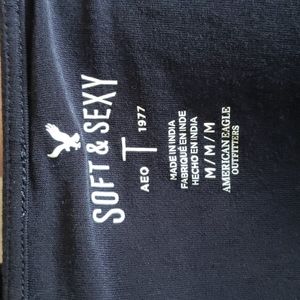 SOFT & SEXY
AEO T 1977
MADE IN INDIA
FABRIQUÉ EN INDE
HECHO EN INDIA
M / M / M
AMERICAN EAGLE
OUTFITTERS